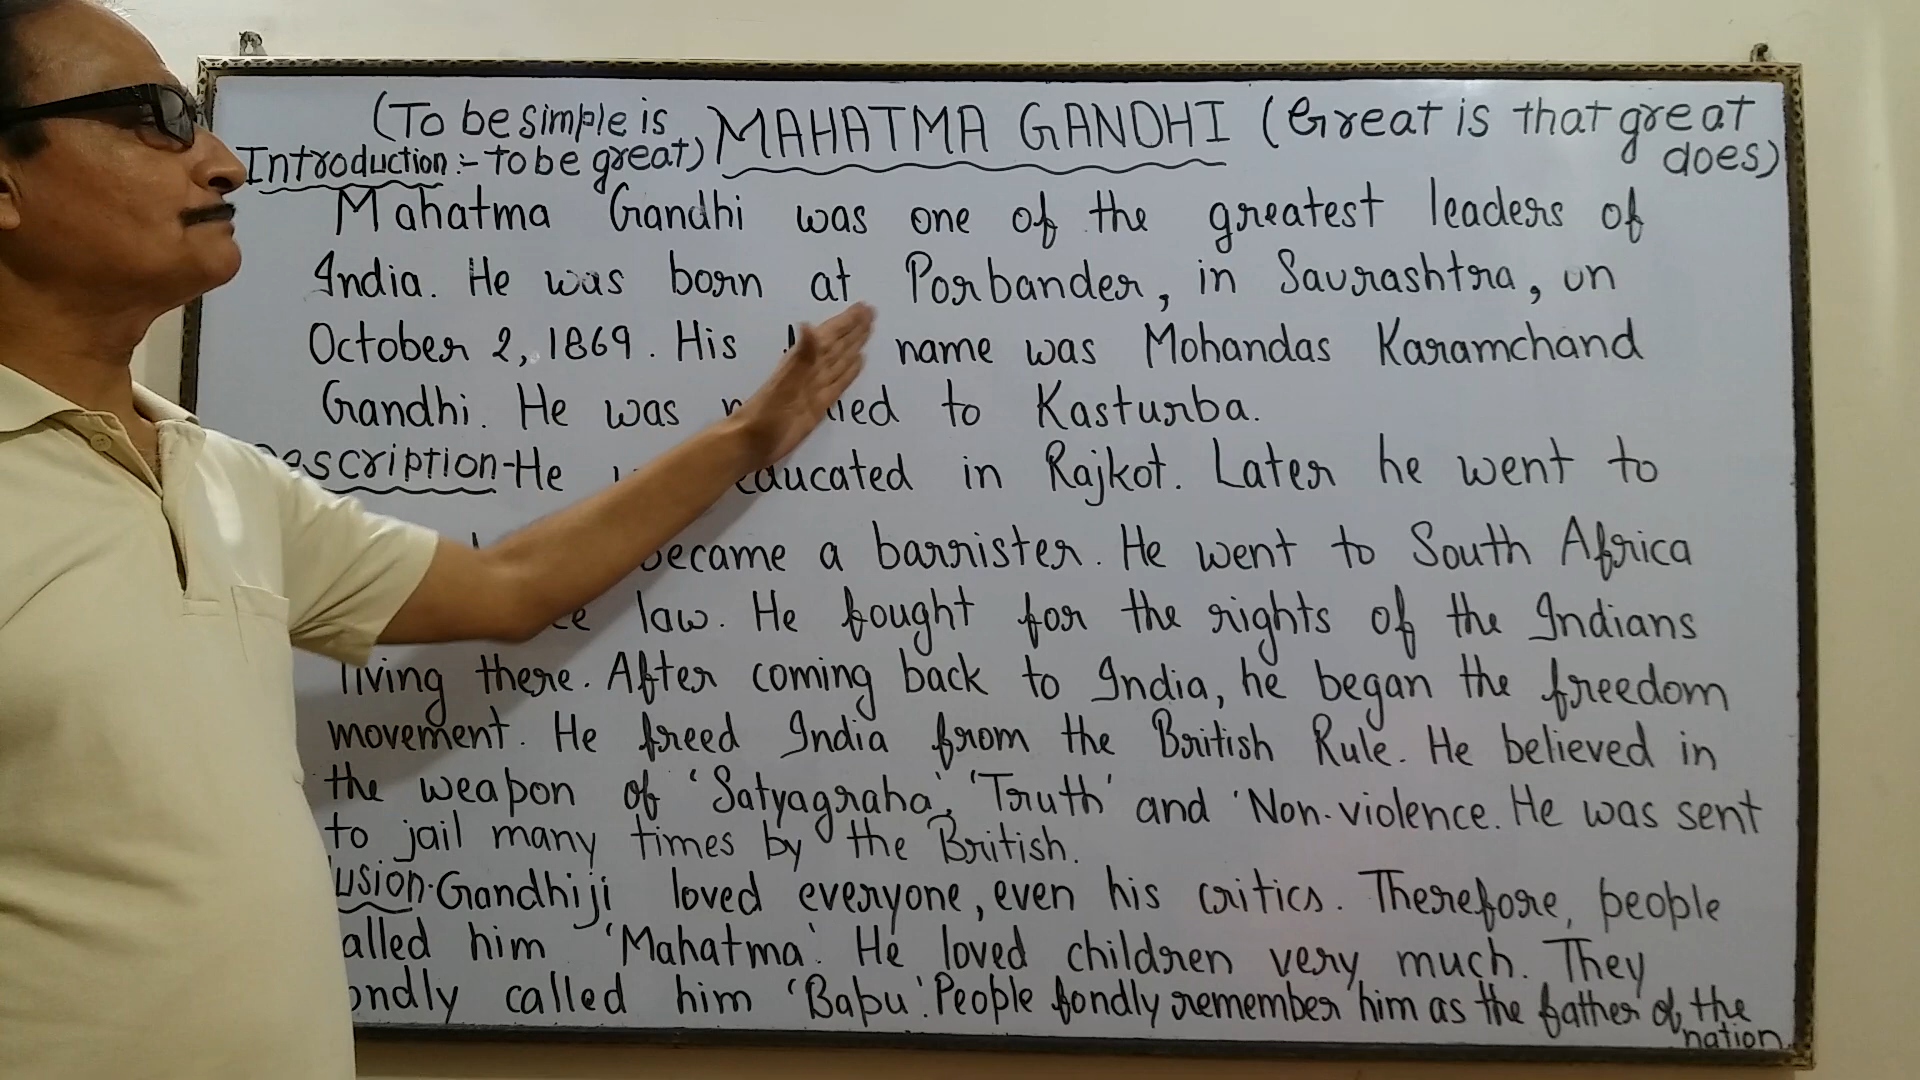 (To be simple is MAHATMA GANDHI (Great is that great
Introduction :- to be great) does)
Mahatma Gandhi was one of the greatest leaders of
India. He was born at Porbander, in Saurashtra, on
October 2, 1869. His name was Mohandas Karamchand
Gandhi. He was to Kasturba.
He educated in Rajkot. Later he went to
became a barrister. He went to South Africa
law. He fought for the rights of the Indians
living there. After coming back to India, he began the freedom
movement. He freed India from the British Rule. He believed in
the weapon of 'Satyagraha', 'Truth' and 'Non-violence. He was sent
to jail many times by the British.
Gandhiji loved everyone, even his critics. Therefore, people
him 'Mahatma'. He loved children very much. They
called him 'Bapu'. People fondly remember him as the father of the
nation